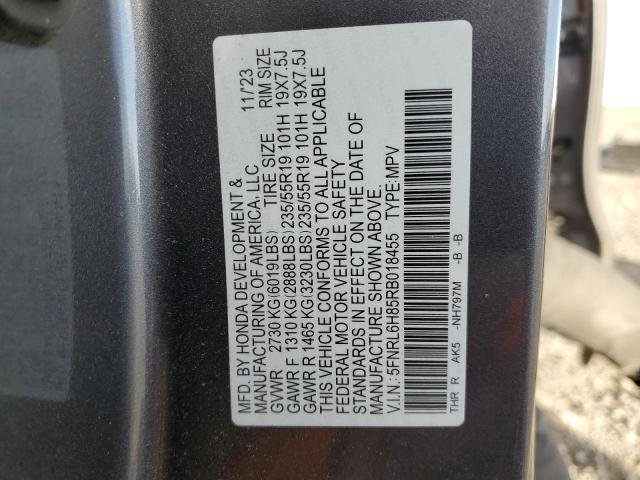 MFD. BY HONDA DEVELOPMENT &
MANUFACTURING OF AMERICA, LLC 11/'23
GVWR 2730 KG(6019LBS) TIRE SIZE RIM SIZE
GAWR F 1310 KG(2888LBS)235/55R19 101H 19X7.5J
GAWR R 1465 KG(3230LBS)235/55R19 101H 19X7.5J
THIS VEHICLE CONFORMS TO ALL APPLICABLE
FEDERAL MOTOR VEHICLE SAFETY
STANDARDS IN EFFECT ON THE DATE OF
MANUFACTURE SHOWN ABOVE.
V.I.N.:5FNRL6H85RB018455 TYPE:MPV
THR R AK5 -NH797M -B -B